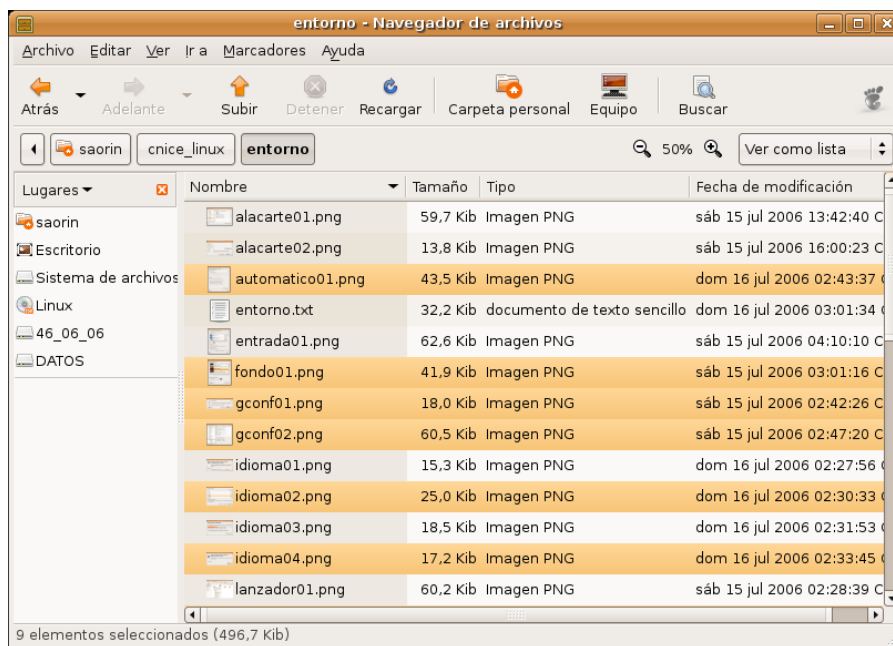 entorno - Navegador de archivos
Archivo Editar Ver Ir a Marcadores Ayuda
Atrás Adelante Subir Detener Recargar Carpeta personal Equipo Buscar
saorin cnice_linux entorno 50% Ver como lista
Lugares Nombre Tamaño Tipo Fecha de modificación
saorin
Escritorio
Sistema de archivos
Linux
46_06_06
DATOS
alacarte01.png 59,7 Kib Imagen PNG sáb 15 jul 2006 13:42:40 C
alacarte02.png 13,8 Kib Imagen PNG sáb 15 jul 2006 16:00:23 C
automatico01.png 43,5 Kib Imagen PNG dom 16 jul 2006 02:43:37
entorno.txt 32,2 Kib documento de texto sencillo dom 16 jul 2006 03:01:34
entrada01.png 62,6 Kib Imagen PNG sáb 15 jul 2006 04:10:10 C
fondo01.png 41,9 Kib Imagen PNG sáb 15 jul 2006 03:01:16 C
gconf01.png 18,0 Kib Imagen PNG sáb 15 jul 2006 02:42:26 C
gconf02.png 60,5 Kib Imagen PNG sáb 15 jul 2006 02:47:20 C
idioma01.png 15,3 Kib Imagen PNG dom 16 jul 2006 02:27:56
idioma02.png 25,0 Kib Imagen PNG dom 16 jul 2006 02:30:33
idioma03.png 18,5 Kib Imagen PNG dom 16 jul 2006 02:31:53
idioma04.png 17,2 Kib Imagen PNG dom 16 jul 2006 02:33:45
lanzador01.png 60,2 Kib Imagen PNG sáb 15 jul 2006 02:28:39 C
9 elementos seleccionados (496,7 Kib)